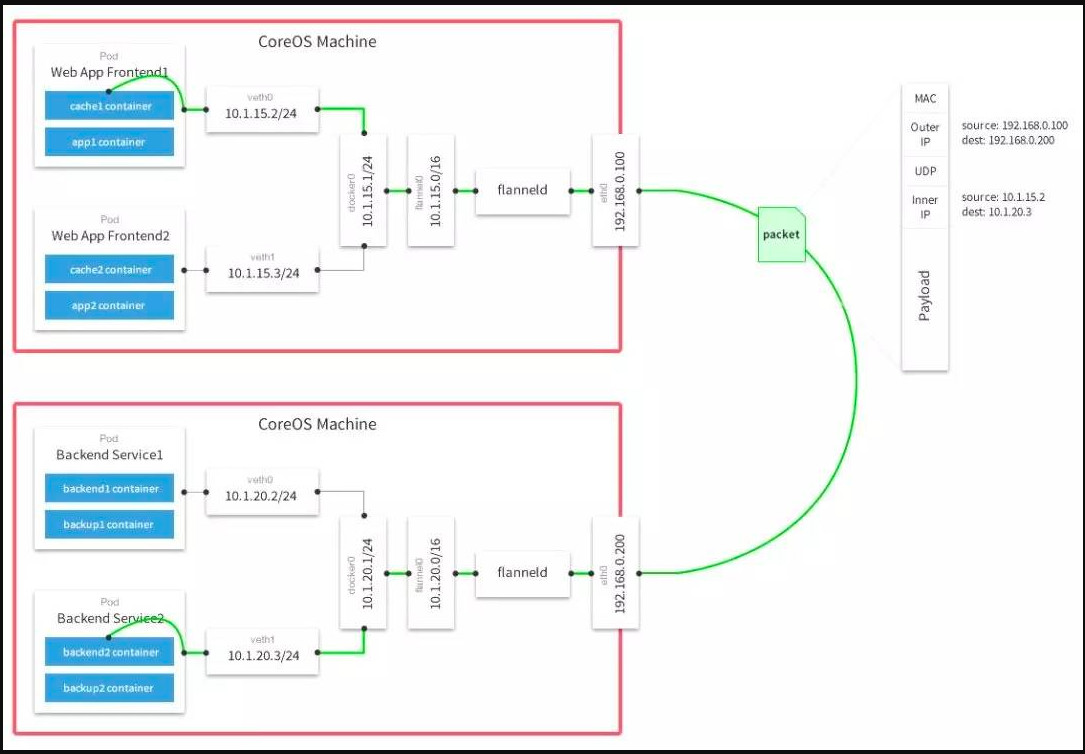 CoreOS Machine
Pod
Web App Frontend1
cache1 container
app1 container
veth0
10.1.15.2/24
Pod
Web App Frontend2
cache2 container
app2 container
veth1
10.1.15.3/24
docker0
10.1.15.1/24
flannel0
10.1.15.0/16
flanneld
eth0
192.168.0.100
packet
MAC
Outer
IP
source: 192.168.0.100
dest: 192.168.0.200
UDP
Inner
IP
source: 10.1.15.2
dest: 10.1.20.3
Payload
CoreOS Machine
Pod
Backend Service1
backend1 container
backup1 container
veth0
10.1.20.2/24
Pod
Backend Service2
backend2 container
backup2 container
veth1
10.1.20.3/24
docker0
10.1.20.1/24
flannel0
10.1.20.0/16
flanneld
eth0
192.168.0.200